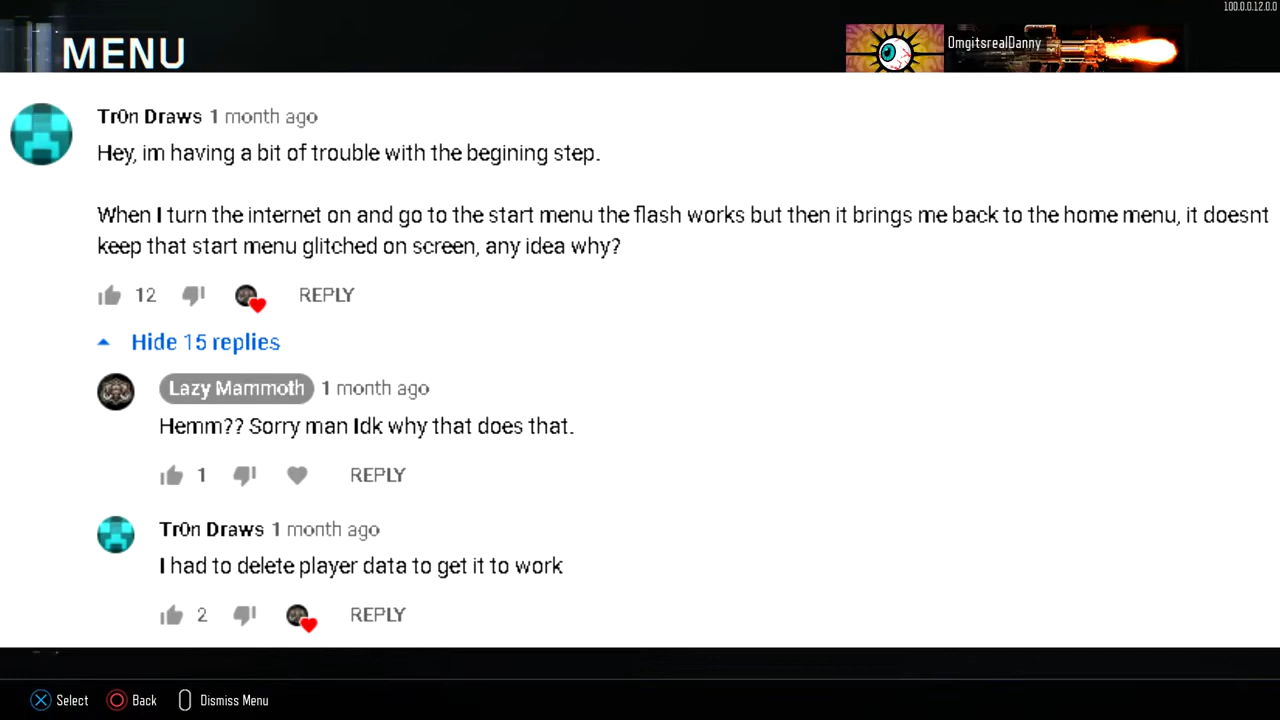 100.0.0.12.0.0
MENU
OmgitsrealDanny
Tr0n Draws 1 month ago
Hey, im having a bit of trouble with the begining step.
When I turn the internet on and go to the start menu the flash works but then it brings me back to the home menu, it doesnt
keep that start menu glitched on screen, any idea why?
12 REPLY
Hide 15 replies
Lazy Mammoth 1 month ago
Hemm?? Sorry man Idk why that does that.
1 REPLY
Tr0n Draws 1 month ago
I had to delete player data to get it to work
2 REPLY
Select Back Dismiss Menu